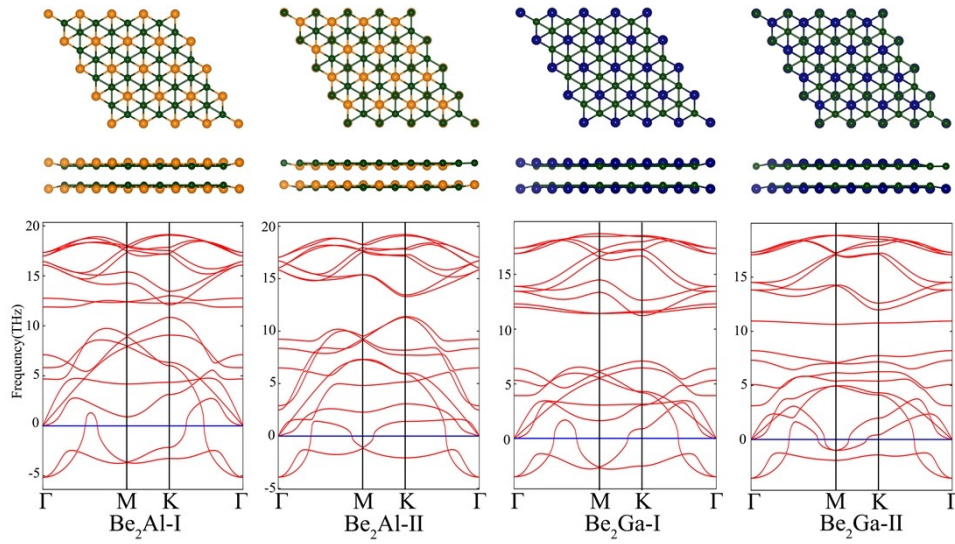 20
15
10
5
0
-5
Frequency(THz)
Γ M K Γ
Be₂Al-I
20
15
10
5
0
-5
Γ M K Γ
Be₂Al-II
15
10
5
0
Γ M K Γ
Be₂Ga-I
20
15
10
5
0
Γ M K Γ
Be₂Ga-II